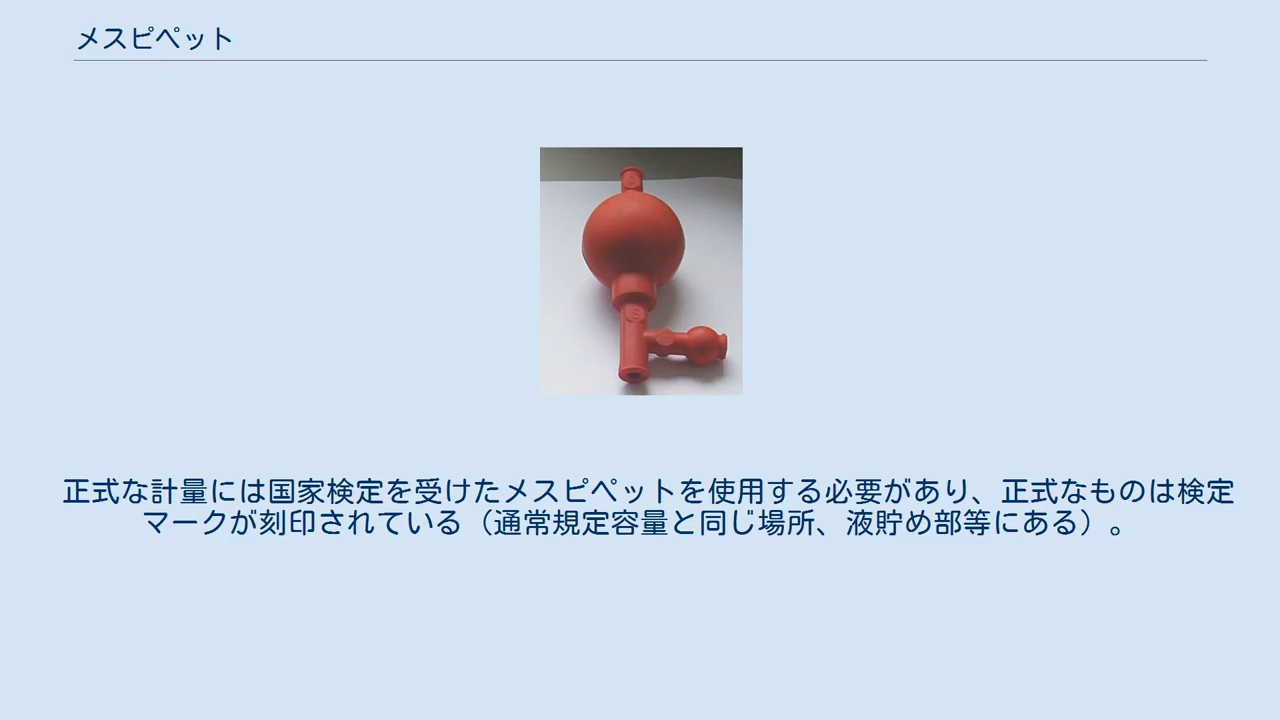 メスピペット
正式な計量には国家検定を受けたメスピペットを使用する必要があり、正式なものは検定
マークが刻印されている（通常規定容量と同じ場所、液貯め部等にある）。